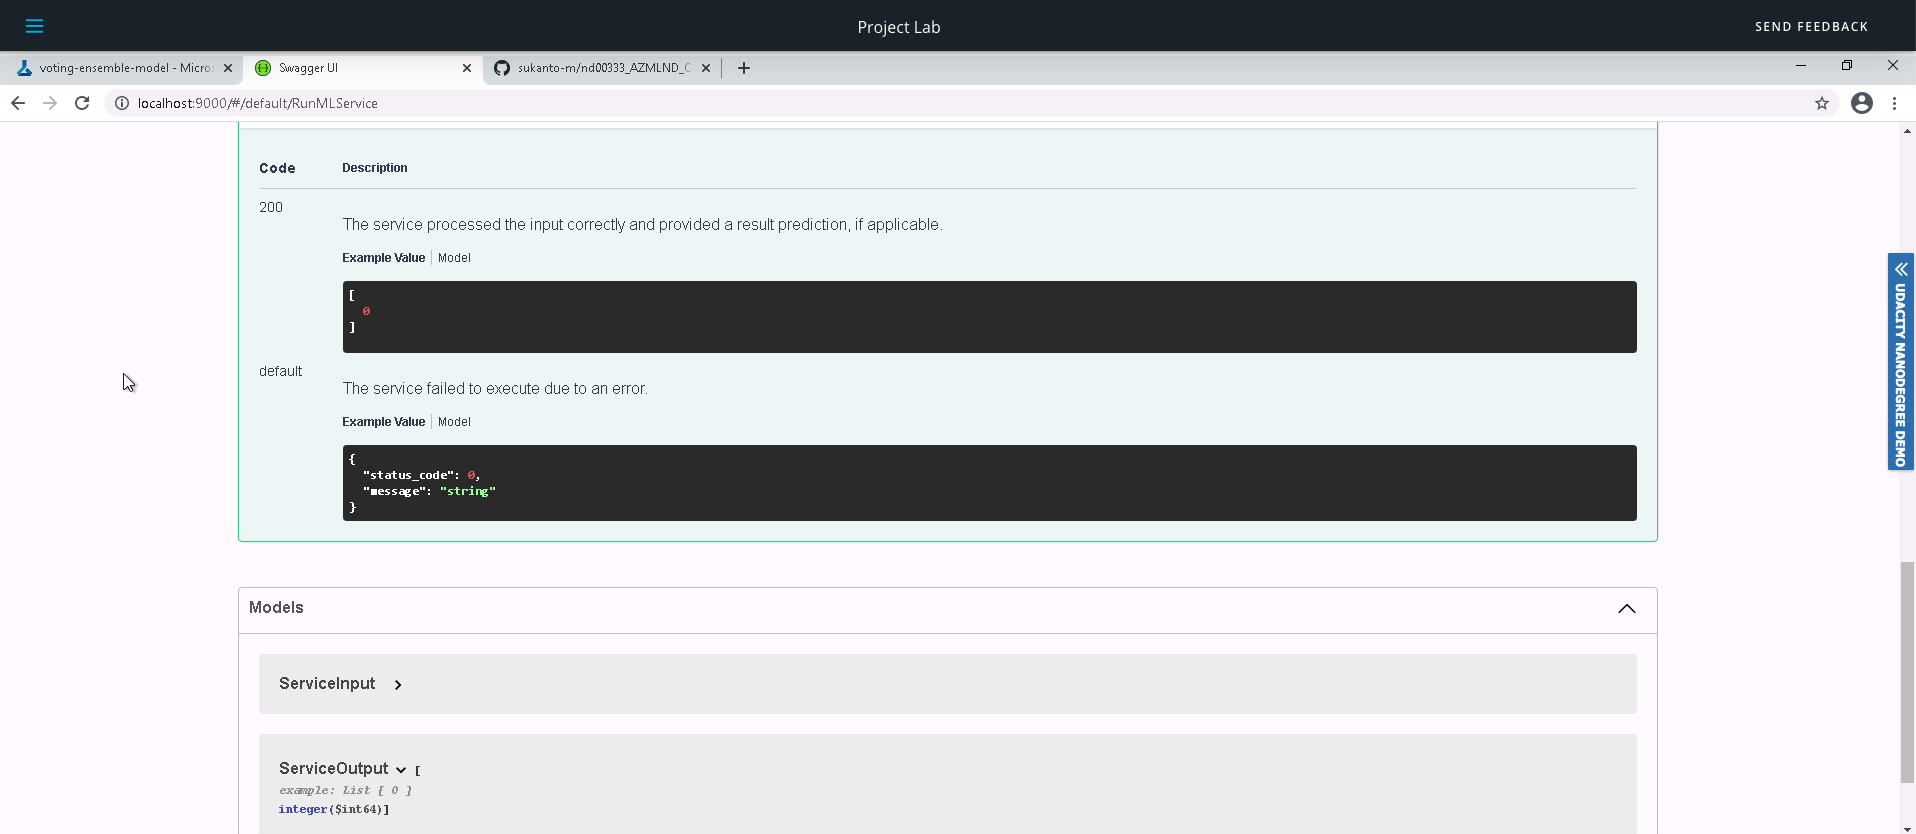 Project Lab
SEND FEEDBACK
voting-ensemble-model - Micros
Swagger UI
sukanto-m/nd00333_AZMLND_C
localhost:9000/#/default/RunMLService
Code Description
200
The service processed the input correctly and provided a result prediction, if applicable.
Example Value Model
[
0
]
default
The service failed to execute due to an error.
Example Value Model
{
"status_code": 0,
"message": "string"
}
UDACITY NANODEGREE DEMO
Models
ServiceInput
ServiceOutput [
example: List [ 0 ]
integer($int64)]